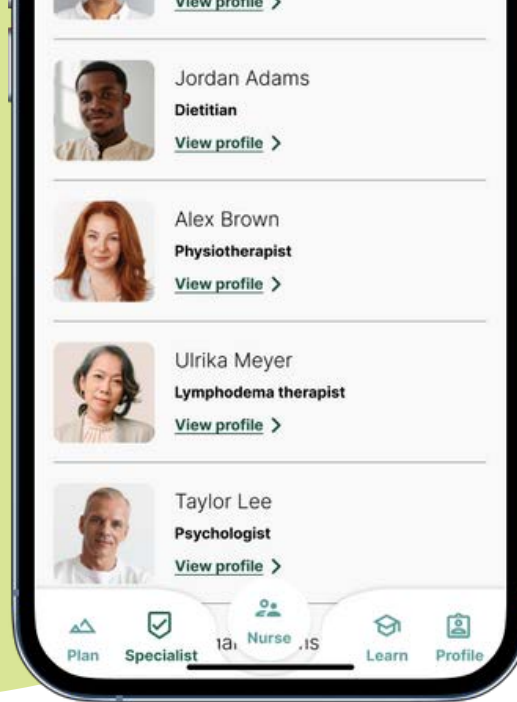 View profile >
Jordan Adams
Dietitian
View profile >
Alex Brown
Physiotherapist
View profile >
Ulrika Meyer
Lymphodema therapist
View profile >
Taylor Lee
Psychologist
View profile >
Plan
Specialist
Nurse
Learn
Profile